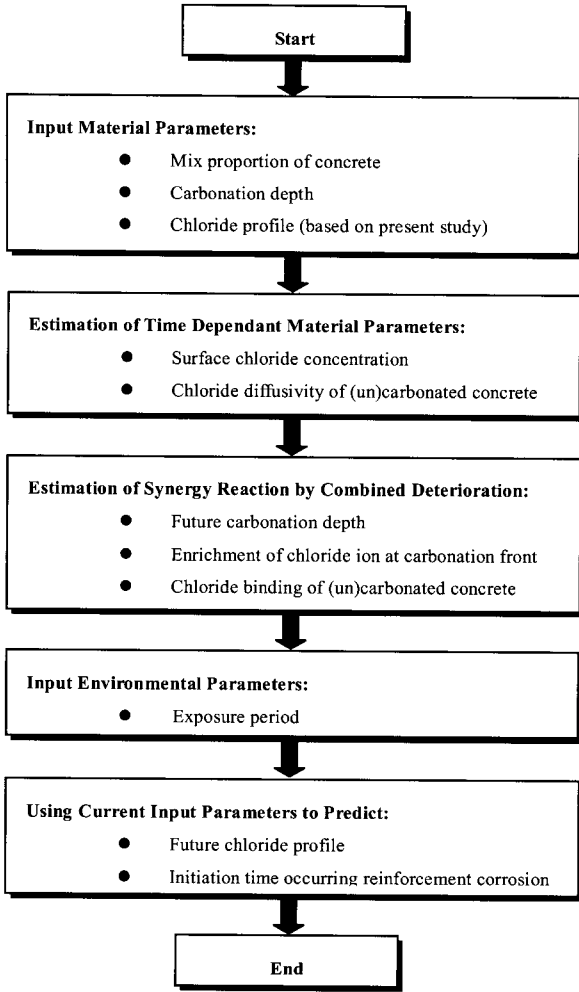 Start
Input Material Parameters:
● Mix proportion of concrete
● Carbonation depth
● Chloride profile (based on present study)
Estimation of Time Dependant Material Parameters:
● Surface chloride concentration
● Chloride diffusivity of (un)carbonated concrete
Estimation of Synergy Reaction by Combined Deterioration:
● Future carbonation depth
● Enrichment of chloride ion at carbonation front
● Chloride binding of (un)carbonated concrete
Input Environmental Parameters:
● Exposure period
Using Current Input Parameters to Predict:
● Future chloride profile
● Initiation time occurring reinforcement corrosion
End